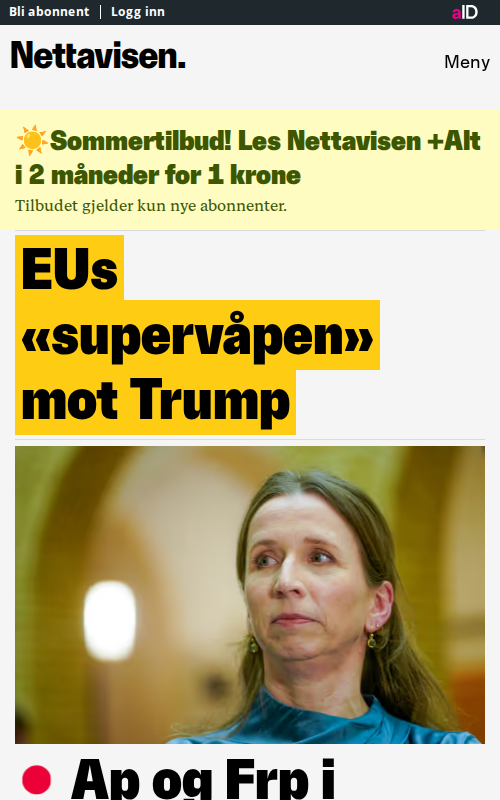 Bli abonnent | Logg inn
aID
Nettavisen.
Meny
☀️Sommertilbud! Les Nettavisen +Alt
i 2 måneder for 1 krone
Tilbudet gjelder kun nye abonnenter.
EUs
«supervåpen»
mot Trump
Ap og Frp i